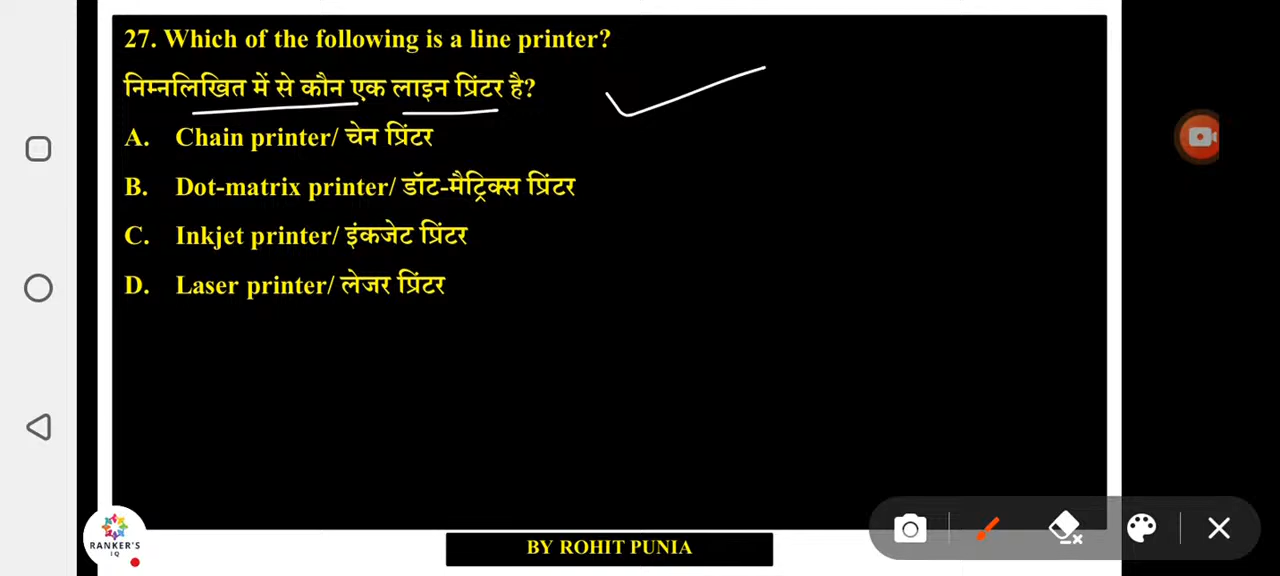 27. Which of the following is a line printer?
निम्नलिखित में से कौन एक लाइन प्रिंटर है?
A. Chain printer/ चेन प्रिंटर
B. Dot-matrix printer/ डॉट-मैट्रिक्स प्रिंटर
C. Inkjet printer/ इंकजेट प्रिंटर
D. Laser printer/ लेजर प्रिंटर
RANKER'S
IQ
BY ROHIT PUNIA